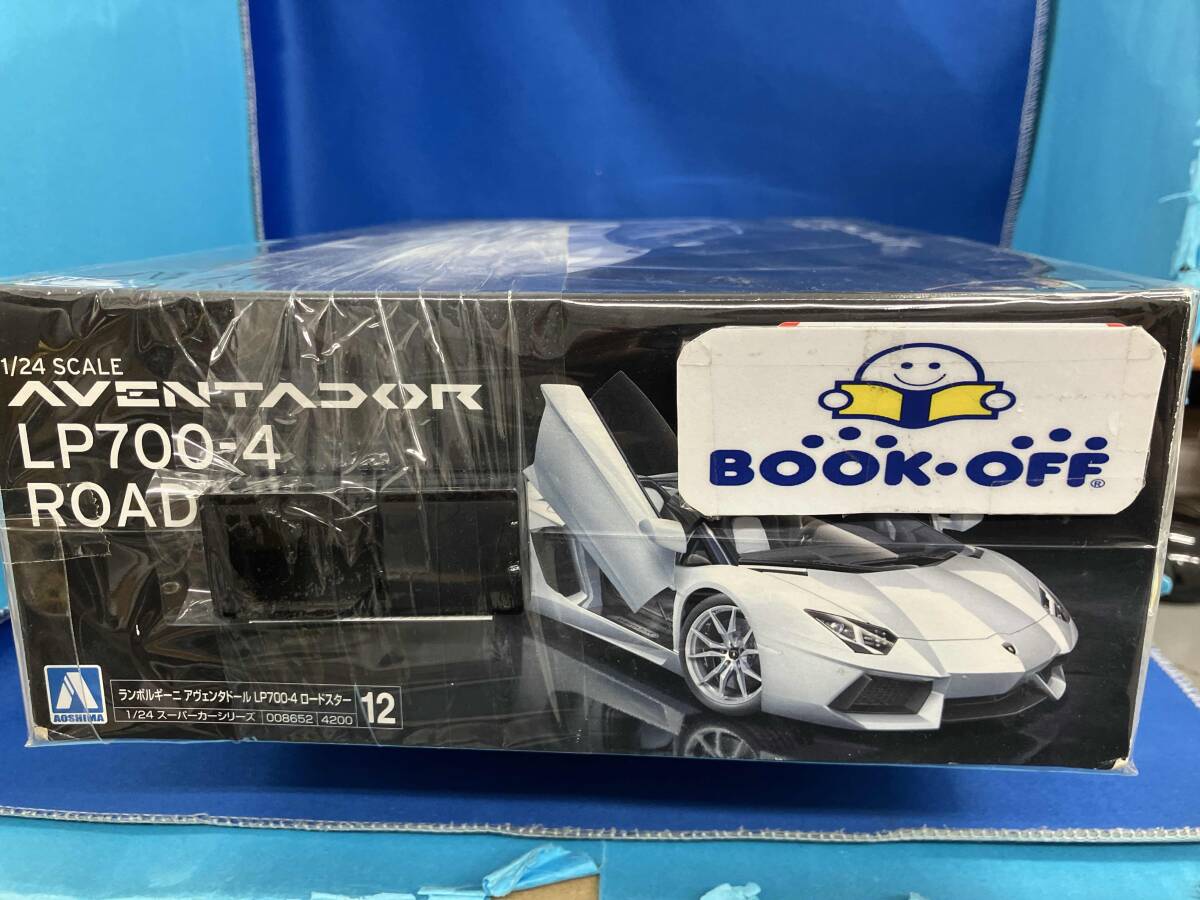 1/24 SCALE
AVENTADOR
LP700-4
ROAD
BOOK・OFF®
AOSHIMA
ランボルギーニ アヴェンタドール LP700-4 ロードスター
1/24 スーパーカーシリーズ 008652 4200
12